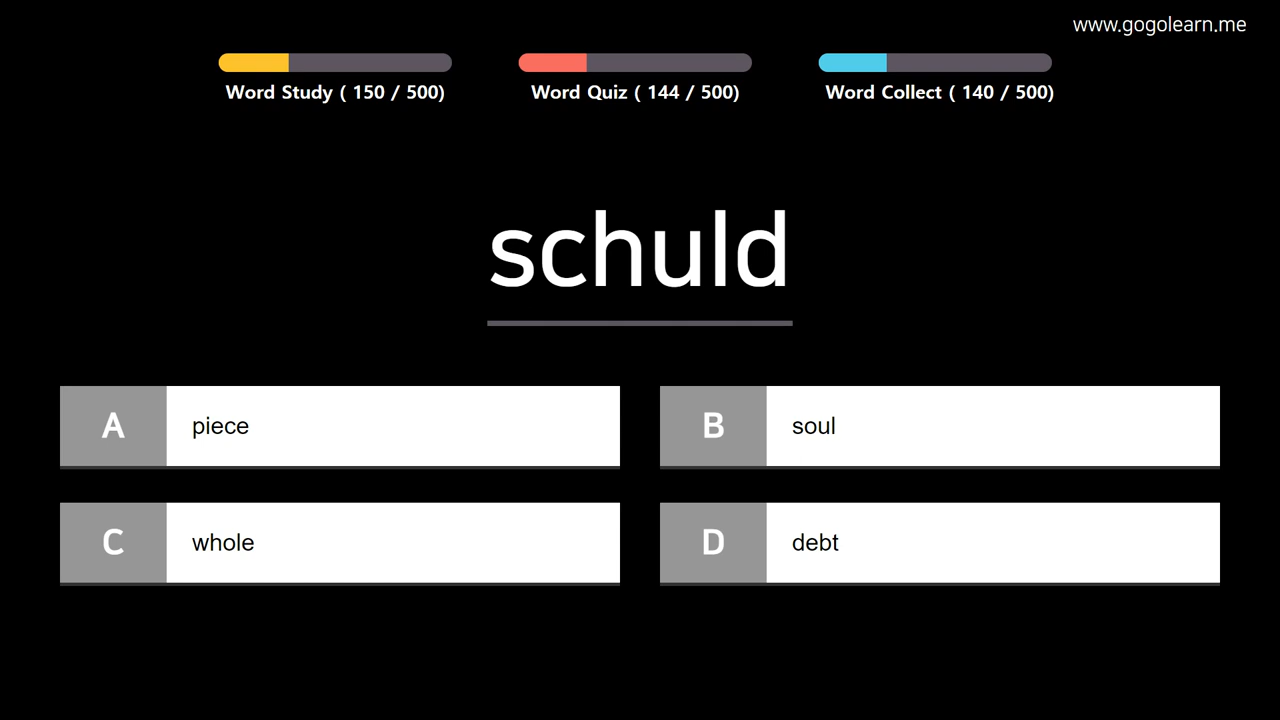 www.gogolearn.me
Word Study ( 150 / 500)
Word Quiz ( 144 / 500)
Word Collect ( 140 / 500)
schuld
A piece
B soul
C whole
D debt